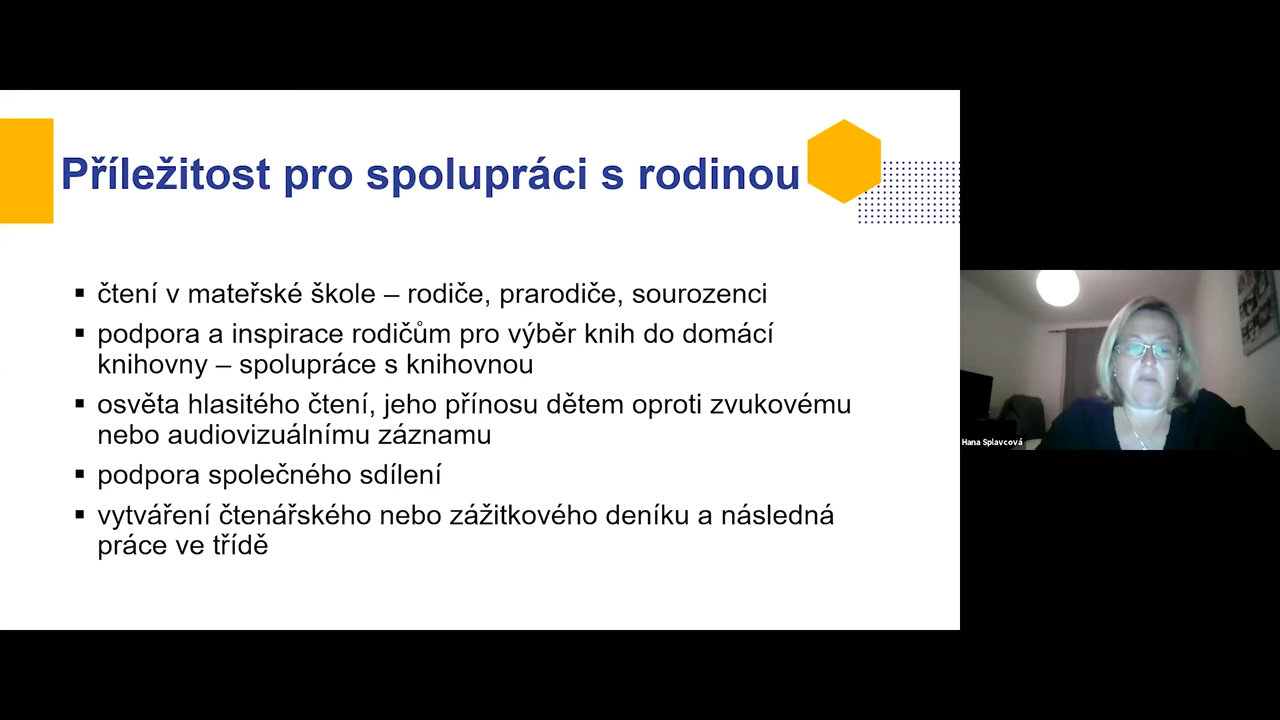 Příležitost pro spolupráci s rodinou
▪ čtení v mateřské škole – rodiče, prarodiče, sourozenci
▪ podpora a inspirace rodičům pro výběr knih do domácí
knihovny – spolupráce s knihovnou
▪ osvěta hlasitého čtení, jeho přínosu dětem oproti zvukovému
nebo audiovizuálnímu záznamu
▪ podpora společného sdílení
▪ vytváření čtenářského nebo zážitkového deníku a následná
práce ve třídě
Hana Splavcová